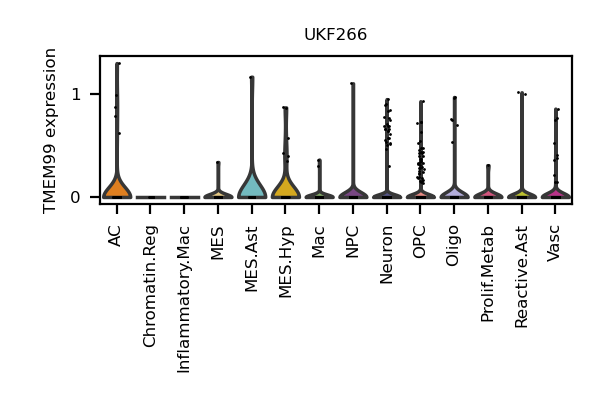 UKF266
TMEM99 expression
1
0
AC
Chromatin.Reg
Inflammatory.Mac
MES
MES.Ast
MES.Hyp
Mac
NPC
Neuron
OPC
Oligo
Prolif.Metab
Reactive.Ast
Vasc